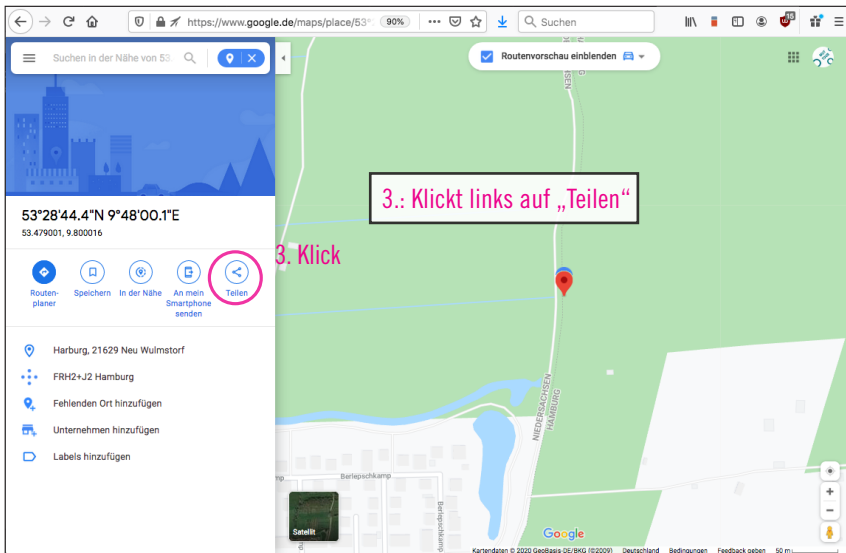 https://www.google.de/maps/place/53°
90%
Suchen
15
Suchen in der Nähe von 53.
Routenvorschau einblenden
SACHSEN
3.: Klickt links auf „Teilen“
53°28'44.4"N 9°48'00.1"E
53.479001, 9.800016
3. Klick
Routen-
planer
Speichern
In der Nähe
An mein
Smartphone
senden
Teilen
Harburg, 21629 Neu Wulmstorf
FRH2+J2 Hamburg
Fehlenden Ort hinzufügen
Unternehmen hinzufügen
Labels hinzufügen
NIEDERSACHSEN
HAMBURG
Berlepschkamp
Berlepschkamp
Satellit
Google
Kartendaten © 2020 GeoBasis-DE/BKG (©2009) Deutschland Bedingungen Feedback geben 50 m